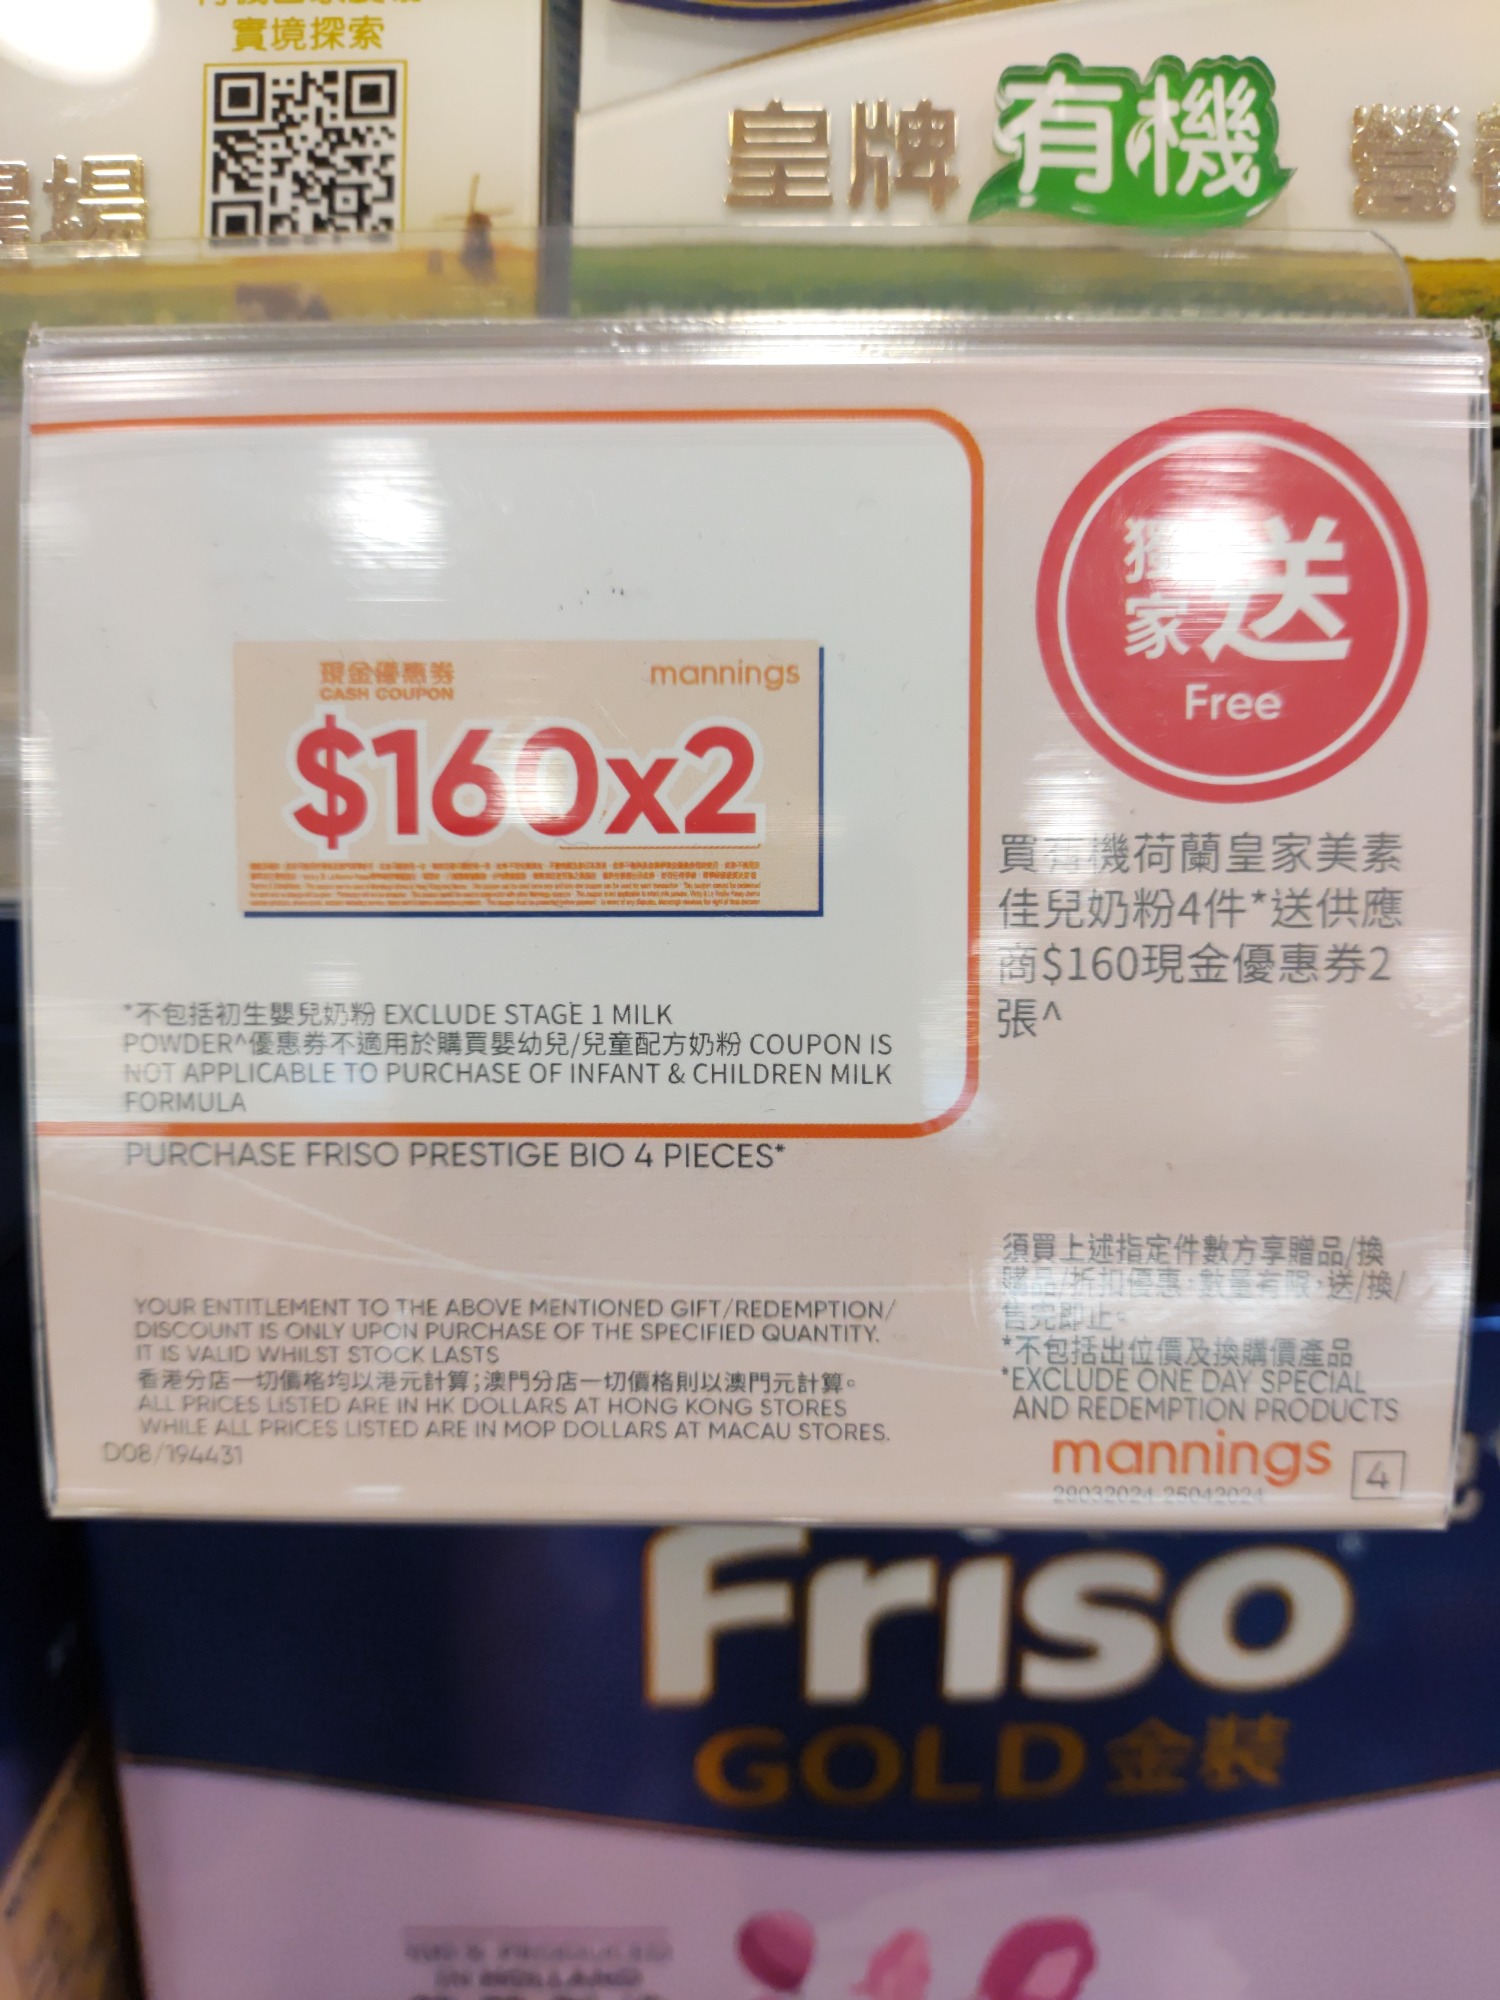 實境探索
皇牌有機營
獨家送
Free
現金優惠券
CASH COUPON
mannings
$160x2
買有機荷蘭皇家美素
佳兒奶粉4件*送供應
商$160現金優惠券2
張^
*不包括初生嬰兒奶粉 EXCLUDE STAGE 1 MILK
POWDER^優惠券不適用於購買嬰幼兒/兒童配方奶粉 COUPON IS
NOT APPLICABLE TO PURCHASE OF INFANT & CHILDREN MILK
FORMULA
PURCHASE FRISO PRESTIGE BIO 4 PIECES*
YOUR ENTITLEMENT TO THE ABOVE MENTIONED GIFT/REDEMPTION/
DISCOUNT IS ONLY UPON PURCHASE OF THE SPECIFIED QUANTITY.
IT IS VALID WHILST STOCK LASTS
香港分店一切價格均以港元計算;澳門分店一切價格則以澳門元計算。
ALL PRICES LISTED ARE IN HK DOLLARS AT HONG KONG STORES
WHILE ALL PRICES LISTED ARE IN MOP DOLLARS AT MACAU STORES.
D08/194431
須買上述指定件數方享贈品/換
購品/折扣優惠,數量有限,送/換/
售完即止。
*不包括出位價及換購價產品
*EXCLUDE ONE DAY SPECIAL
AND REDEMPTION PRODUCTS
mannings 4
29032024-25042024
Friso
GOLD 金裝